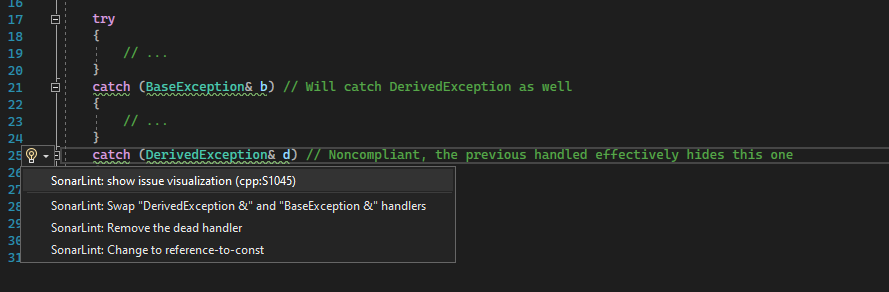 16
17 try
18 {
19 // ...
20 }
21 catch (BaseException& b) // Will catch DerivedException as well
22 {
23 // ...
24 }
25 catch (DerivedException& d) // Noncompliant, the previous handled effectively hides this one
26
SonarLint: show issue visualization (cpp:S1045)
27
SonarLint: Swap "DerivedException &" and "BaseException &" handlers
28
SonarLint: Remove the dead handler
29
30
SonarLint: Change to reference-to-const
31